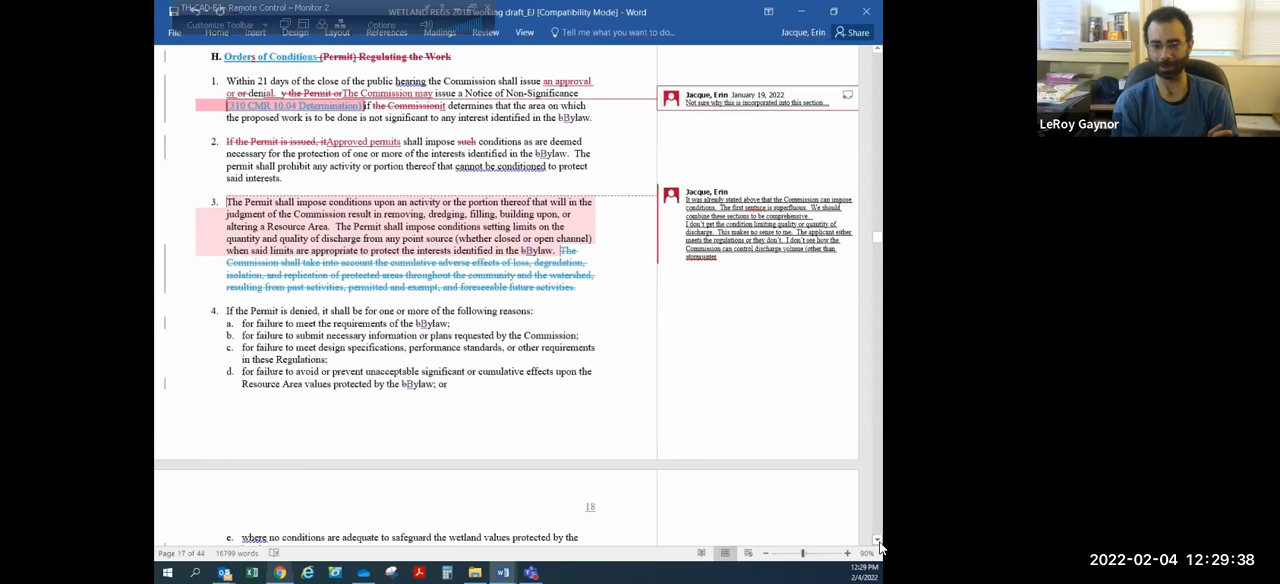 TH-CAD-E2 - Remote Control - Monitor 2
Customize Toolbar
Options
WETLAND REGS 2018 working draft_EJ [Compatibility Mode] - Word
File
Home
Insert
Design
Layout
References
Mailings
Review
View
Tell me what you want to do...
Jacque, Erin
Share
H. Orders of Conditions (Permit) Regulating the Work
1. Within 21 days of the close of the public hearing the Commission shall issue an approval
or or denial. y the Permit or The Commission may issue a Notice of Non-Significance
(310 CMR 10.04 Determination) if the Commissionit determines that the area on which
the proposed work is to be done is not significant to any interest identified in the bBylaw.
2. If the Permit is issued, itApproved permits shall impose such conditions as are deemed
necessary for the protection of one or more of the interests identified in the bBylaw. The
permit shall prohibit any activity or portion thereof that cannot be conditioned to protect
said interests.
3. The Permit shall impose conditions upon an activity or the portion thereof that will in the
judgment of the Commission result in removing, dredging, filling, building upon, or
altering a Resource Area. The Permit shall impose conditions setting limits on the
quantity and quality of discharge from any point source (whether closed or open channel)
when said limits are appropriate to protect the interests identified in the bBylaw. The
Commission shall take into account the cumulative adverse effects of loss, degradation,
isolation, and replication of protected areas throughout the community and the watershed,
resulting from past activities, permitted and exempt, and foreseeable future activities.
4. If the Permit is denied, it shall be for one or more of the following reasons:
a. for failure to meet the requirements of the bBylaw;
b. for failure to submit necessary information or plans requested by the Commission;
c. for failure to meet design specifications, performance standards, or other requirements
in these Regulations;
d. for failure to avoid or prevent unacceptable significant or cumulative effects upon the
Resource Area values protected by the bBylaw; or
18
e. where no conditions are adequate to safeguard the wetland values protected by the
Jacque, Erin January 19, 2022
Not sure why this is incorporated into this section...
Jacque, Erin
It was already stated above that the Commission can impose
conditions. The first sentence is superfluous. We should
combine these sections to be comprehensive.
I don't get the condition limiting quality or quantity of
discharge. This makes no sense to me. The applicant either
meets the regulations or they don't. I don't see how the
Commission can control discharge volume (other than
stormwater
Page 17 of 44
16799 words
90%
12:29 PM
2/4/2022
LeRoy Gaynor
2022-02-04 12:29:38